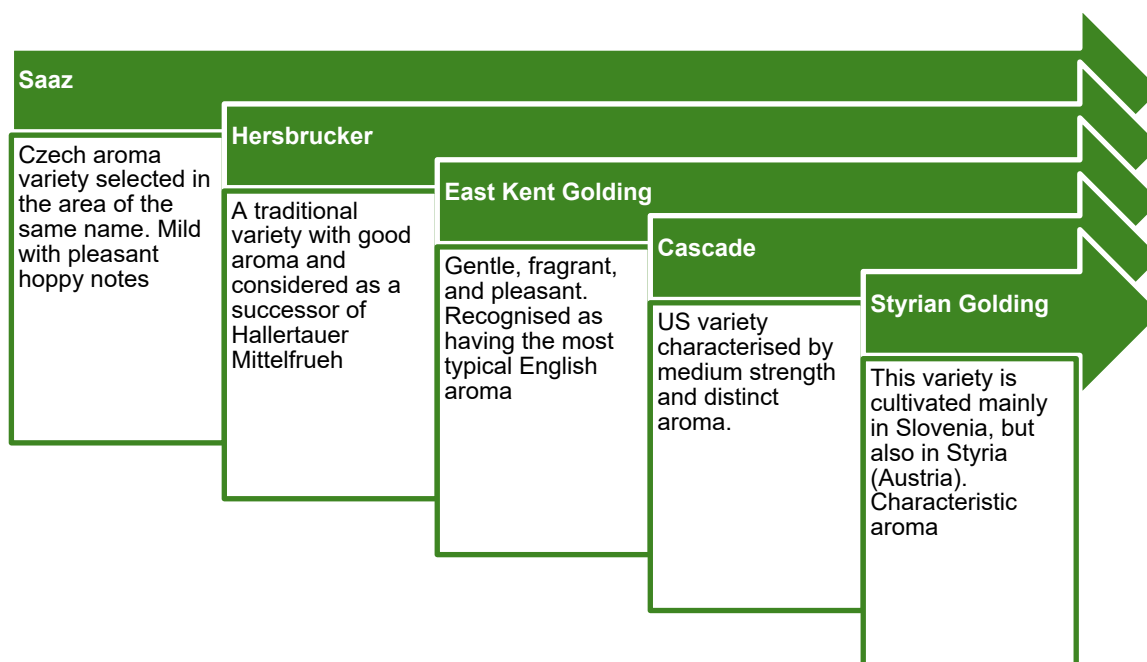 Saaz
Czech aroma
variety selected in
the area of the
same name. Mild
with pleasant
hoppy notes
Hersbrucker
A traditional
variety with good
aroma and
considered as a
successor of
Hallertauer
Mittelfrueh
East Kent Golding
Gentle, fragrant,
and pleasant.
Recognised as
having the most
typical English
aroma
Cascade
US variety
characterised by
medium strength
and distinct
aroma.
Styrian Golding
This variety is
cultivated mainly
in Slovenia, but
also in Styria
(Austria).
Characteristic
aroma